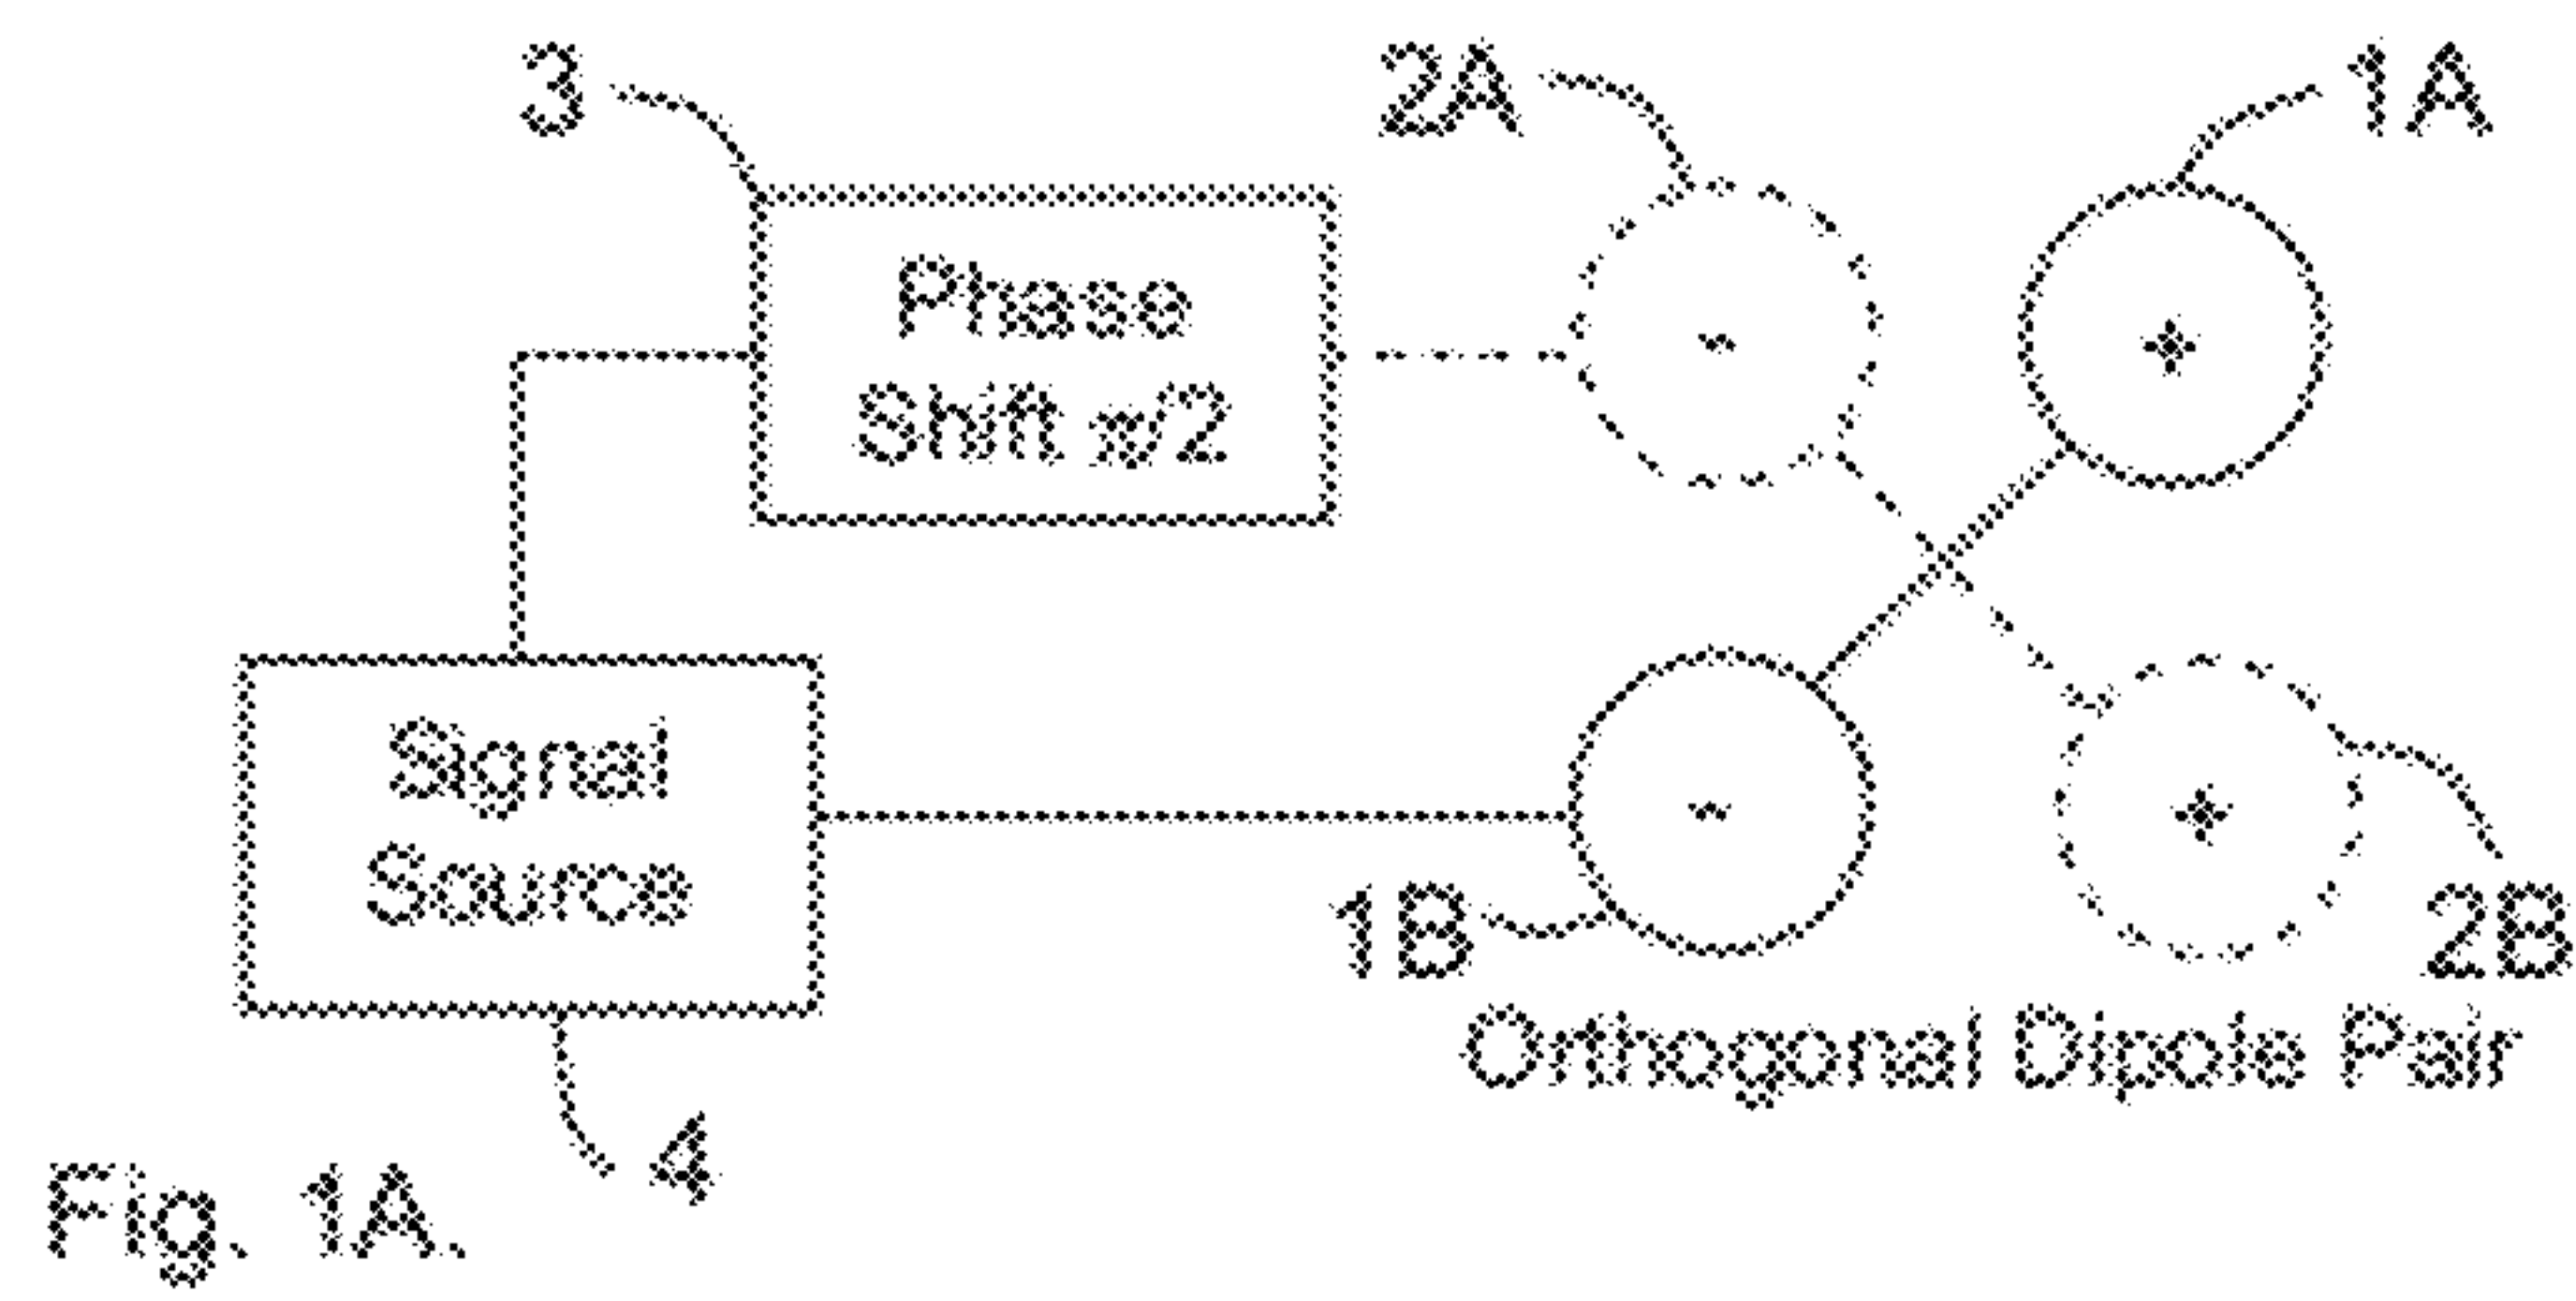 3
2A
1A
Phase
Shift π/2
-
+
Signal
Source
-
+
1B
2B
Orthogonal Dipole Pair
4
Fig. 1A.